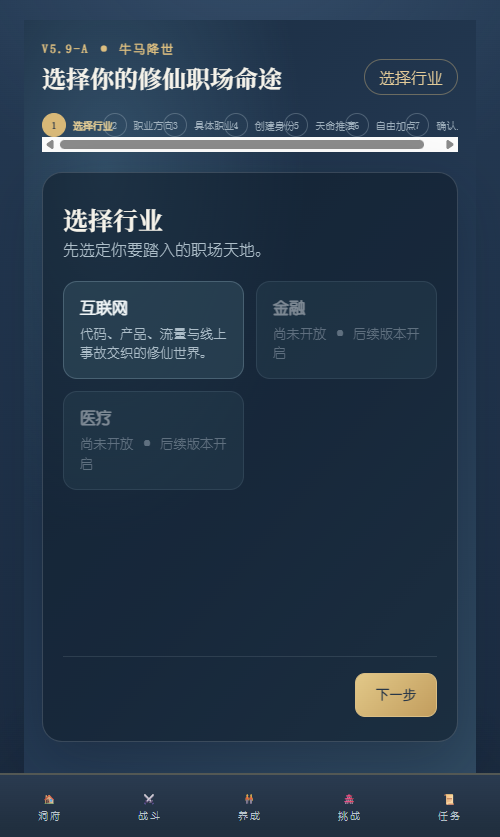 V5.9-A ● 牛马降世
选择你的修仙职场命途
选择行业
1 选择行业 2 职业方向 3 具体职业 4 创建身份 5 天命推演 6 自由加点 7 确认
选择行业
先选定你要踏入的职场天地。
互联网
代码、产品、流量与线上
事故交织的修仙世界。
金融
尚未开放 ● 后续版本开
启
医疗
尚未开放 ● 后续版本开
启
下一步
洞府 战斗 养成 挑战 任务